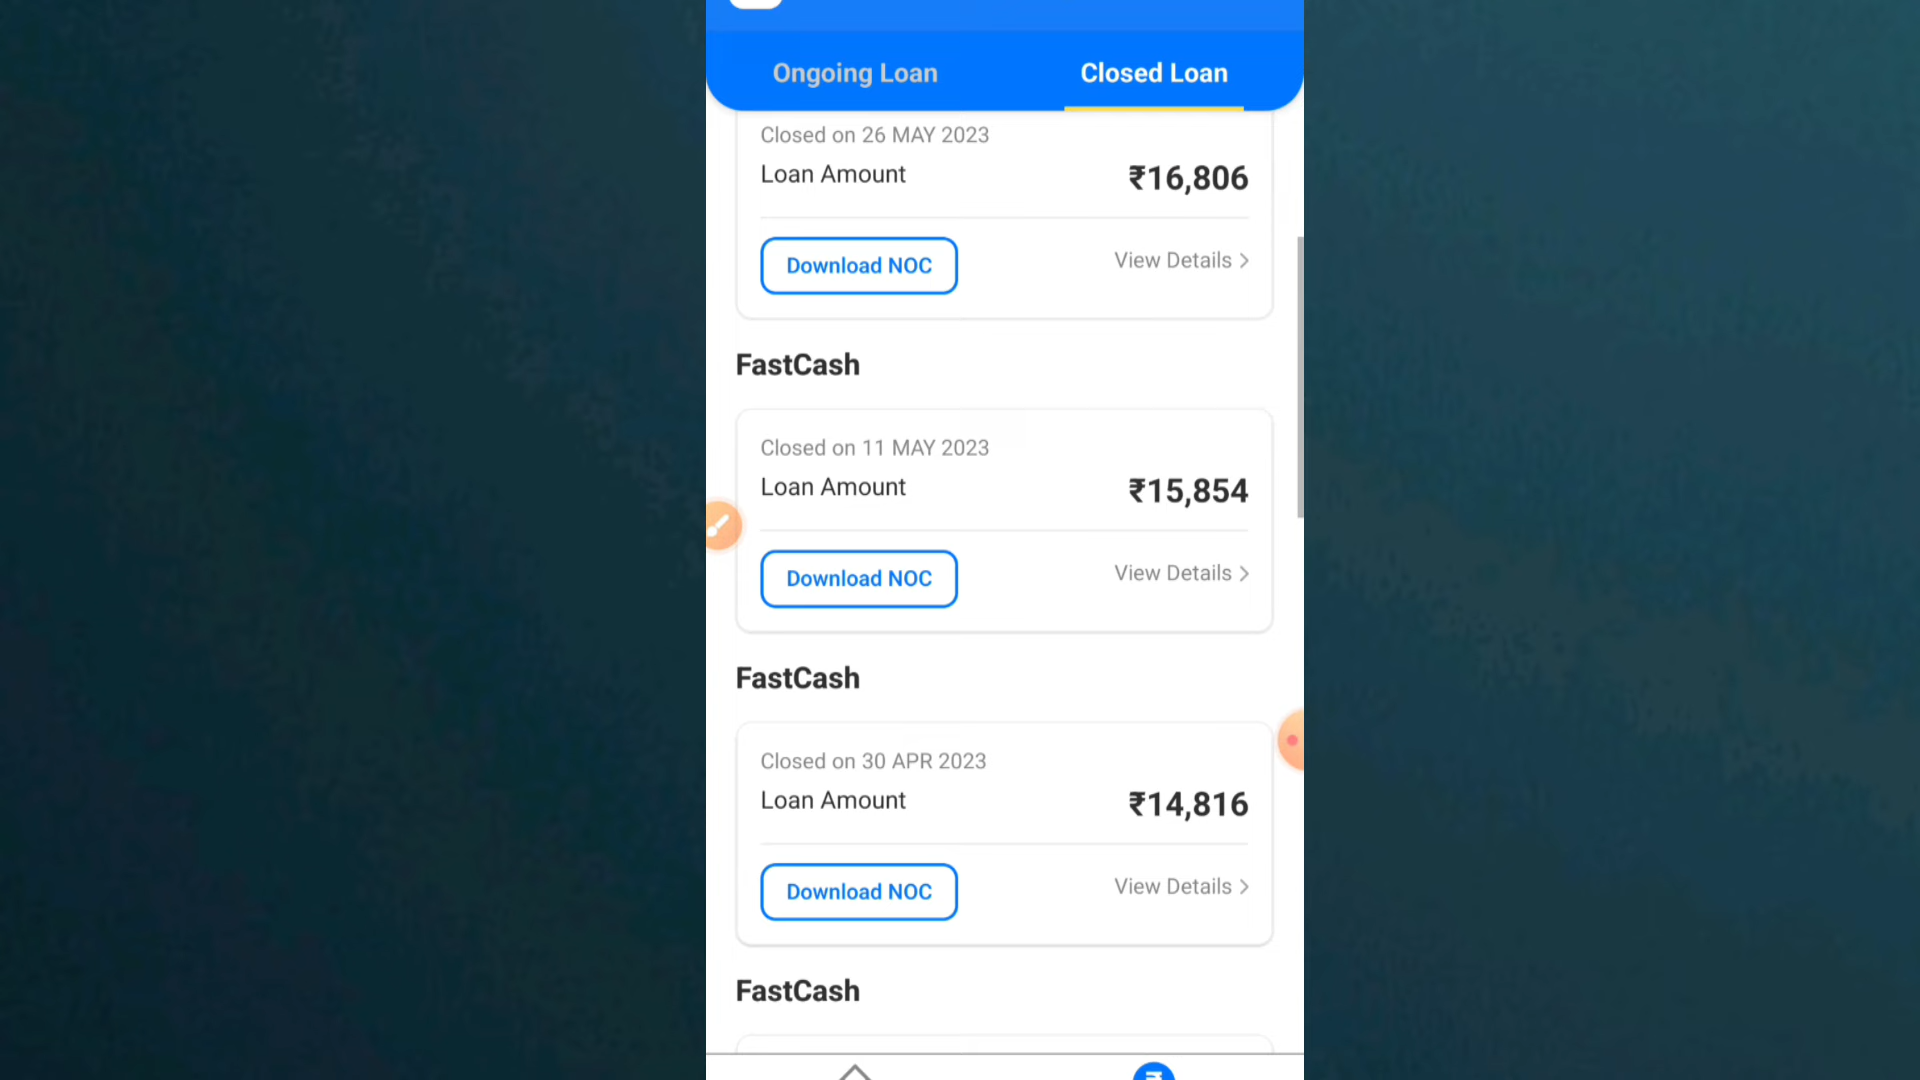 Ongoing Loan
Closed Loan
Closed on 26 MAY 2023
Loan Amount
₹16,806
Download NOC
View Details >
FastCash
Closed on 11 MAY 2023
Loan Amount
₹15,854
Download NOC
View Details >
FastCash
Closed on 30 APR 2023
Loan Amount
₹14,816
Download NOC
View Details >
FastCash